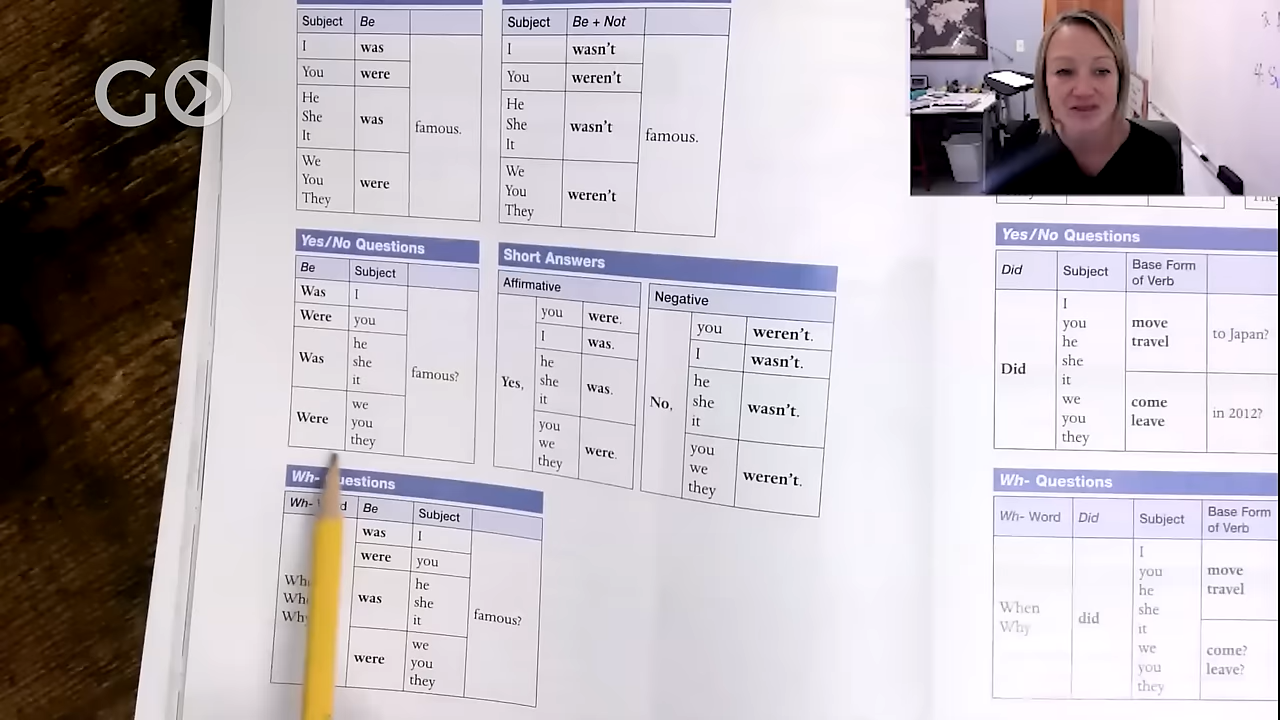 GO
Subject Be
I was
You were
He
She
It
was
We
You
They
were
famous.
Subject Be + Not
I wasn't
You weren't
He
She
It
wasn't
We
You
They
weren't
famous.
Yes/No Questions
Be Subject
Was I
Were you
Was
he
she
it
Were
we
you
they
famous?
Short Answers
Affirmative
Yes,
you were.
I was.
he
she
it
was.
you
we
they
were.
Negative
No,
you weren't.
I wasn't.
he
she
it
wasn't.
you
we
they
weren't.
Wh- Questions
Wh- Be Subject
was I
were you
was
he
she
it
were
we
you
they
famous?
Yes/No Questions
Did Subject Base Form
of Verb
Did
I
you
he
she
it
we
you
they
move
travel
to Japan?
come
leave
in 2012?
Wh- Questions
Wh- Word Did Subject Base Form
of Verb
When
Why
did
I
you
he
she
it
we
you
they
move
travel
come?
leave?